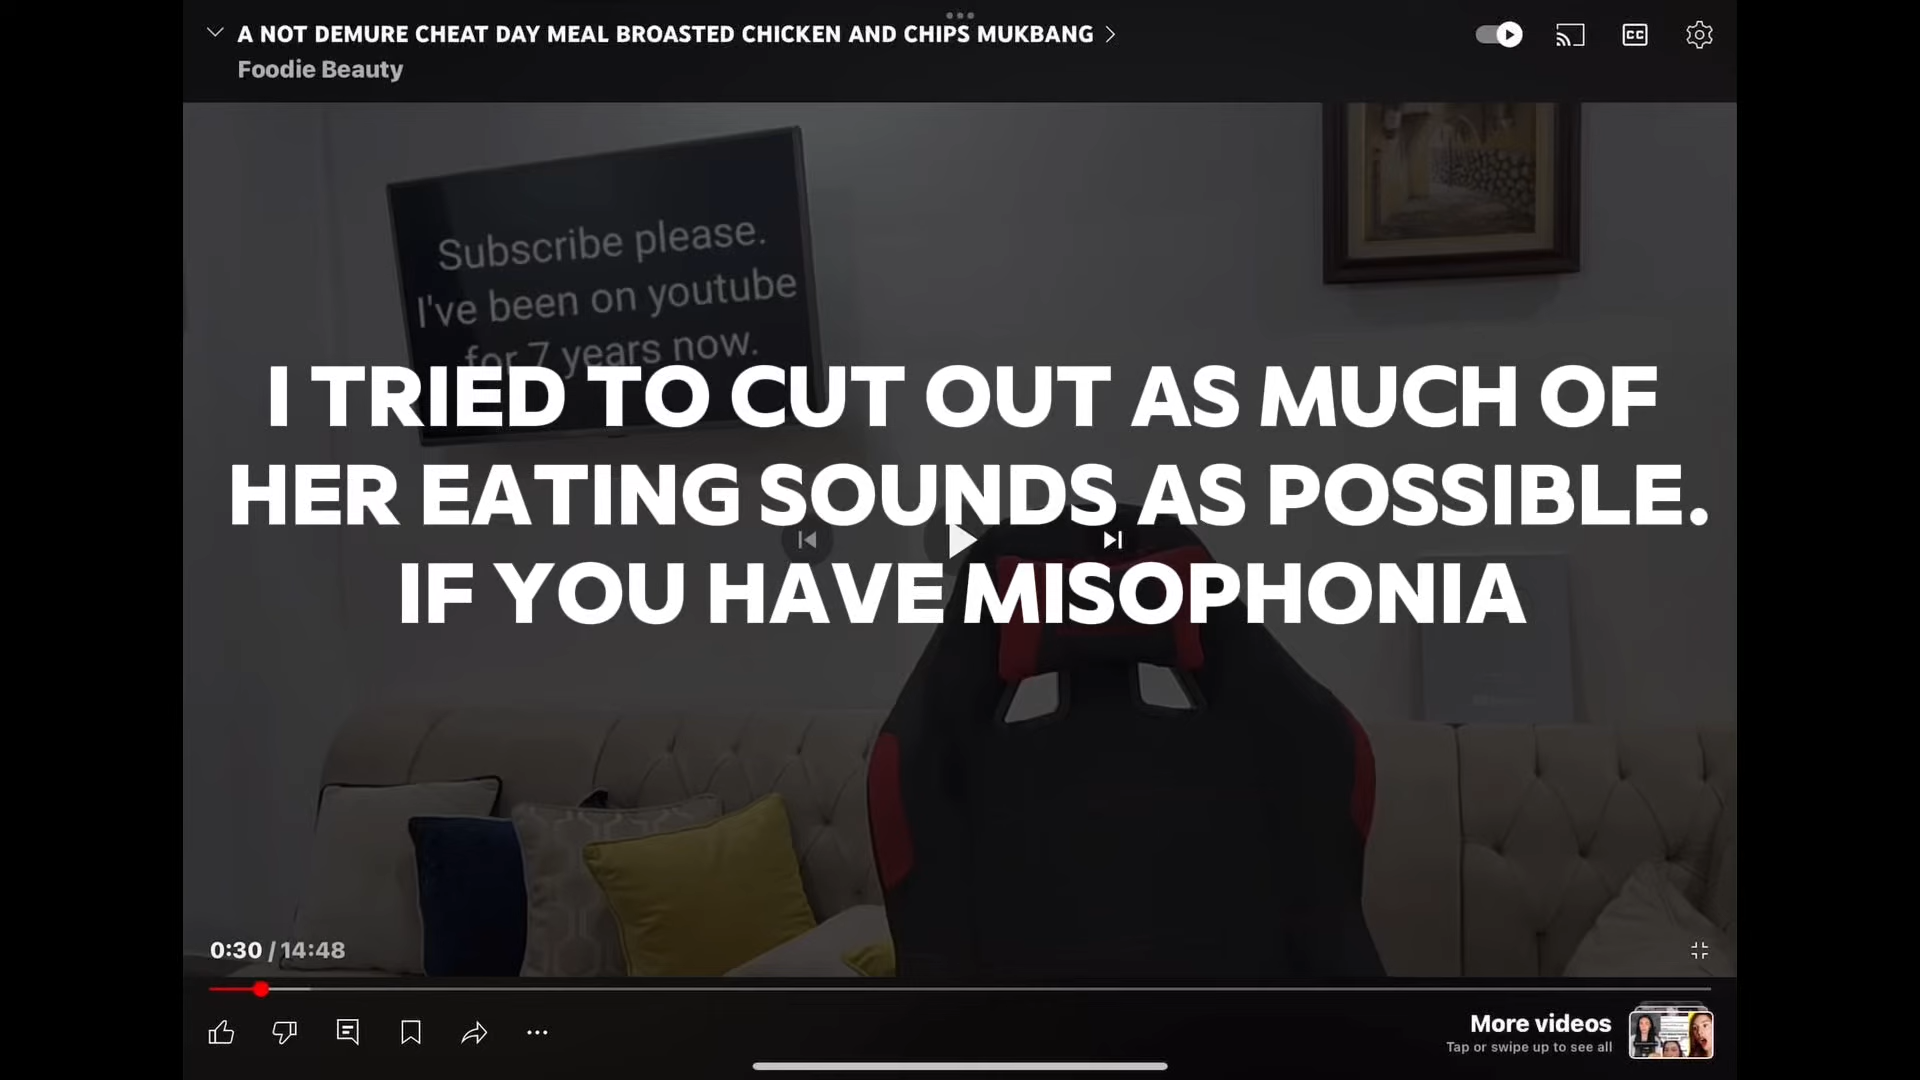 A NOT DEMURE CHEAT DAY MEAL BROASTED CHICKEN AND CHIPS MUKBANG
Foodie Beauty
CC
Subscribe please.
I've been on youtube
for 7 years now.
I TRIED TO CUT OUT AS MUCH OF
HER EATING SOUNDS AS POSSIBLE.
IF YOU HAVE MISOPHONIA
0:30 / 14:48
More videos
Tap or swipe up to see all